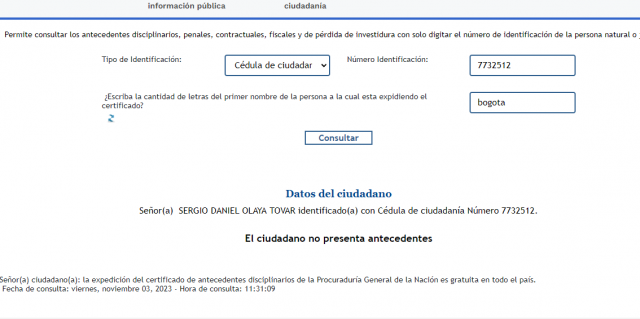 información pública
ciudadanía
Permite consultar los antecedentes disciplinarios, penales, contractuales, fiscales y de pérdida de investidura con solo digitar el número de identificación de la persona natural o
Tipo de Identificación: Cédula de ciudadar Número Identificación: 7732512
¿Escriba la cantidad de letras del primer nombre de la persona a la cual esta expidiendo el
certificado? bogota
Consultar
Datos del ciudadano
Señor(a) SERGIO DANIEL OLAYA TOVAR identificado(a) con Cédula de ciudadanía Número 7732512.
El ciudadano no presenta antecedentes
Señor(a) ciudadano(a): la expedición del certificado de antecedentes disciplinarios de la Procuraduría General de la Nación es gratuita en todo el país.
Fecha de consulta: viernes, noviembre 03, 2023 - Hora de consulta: 11:31:09